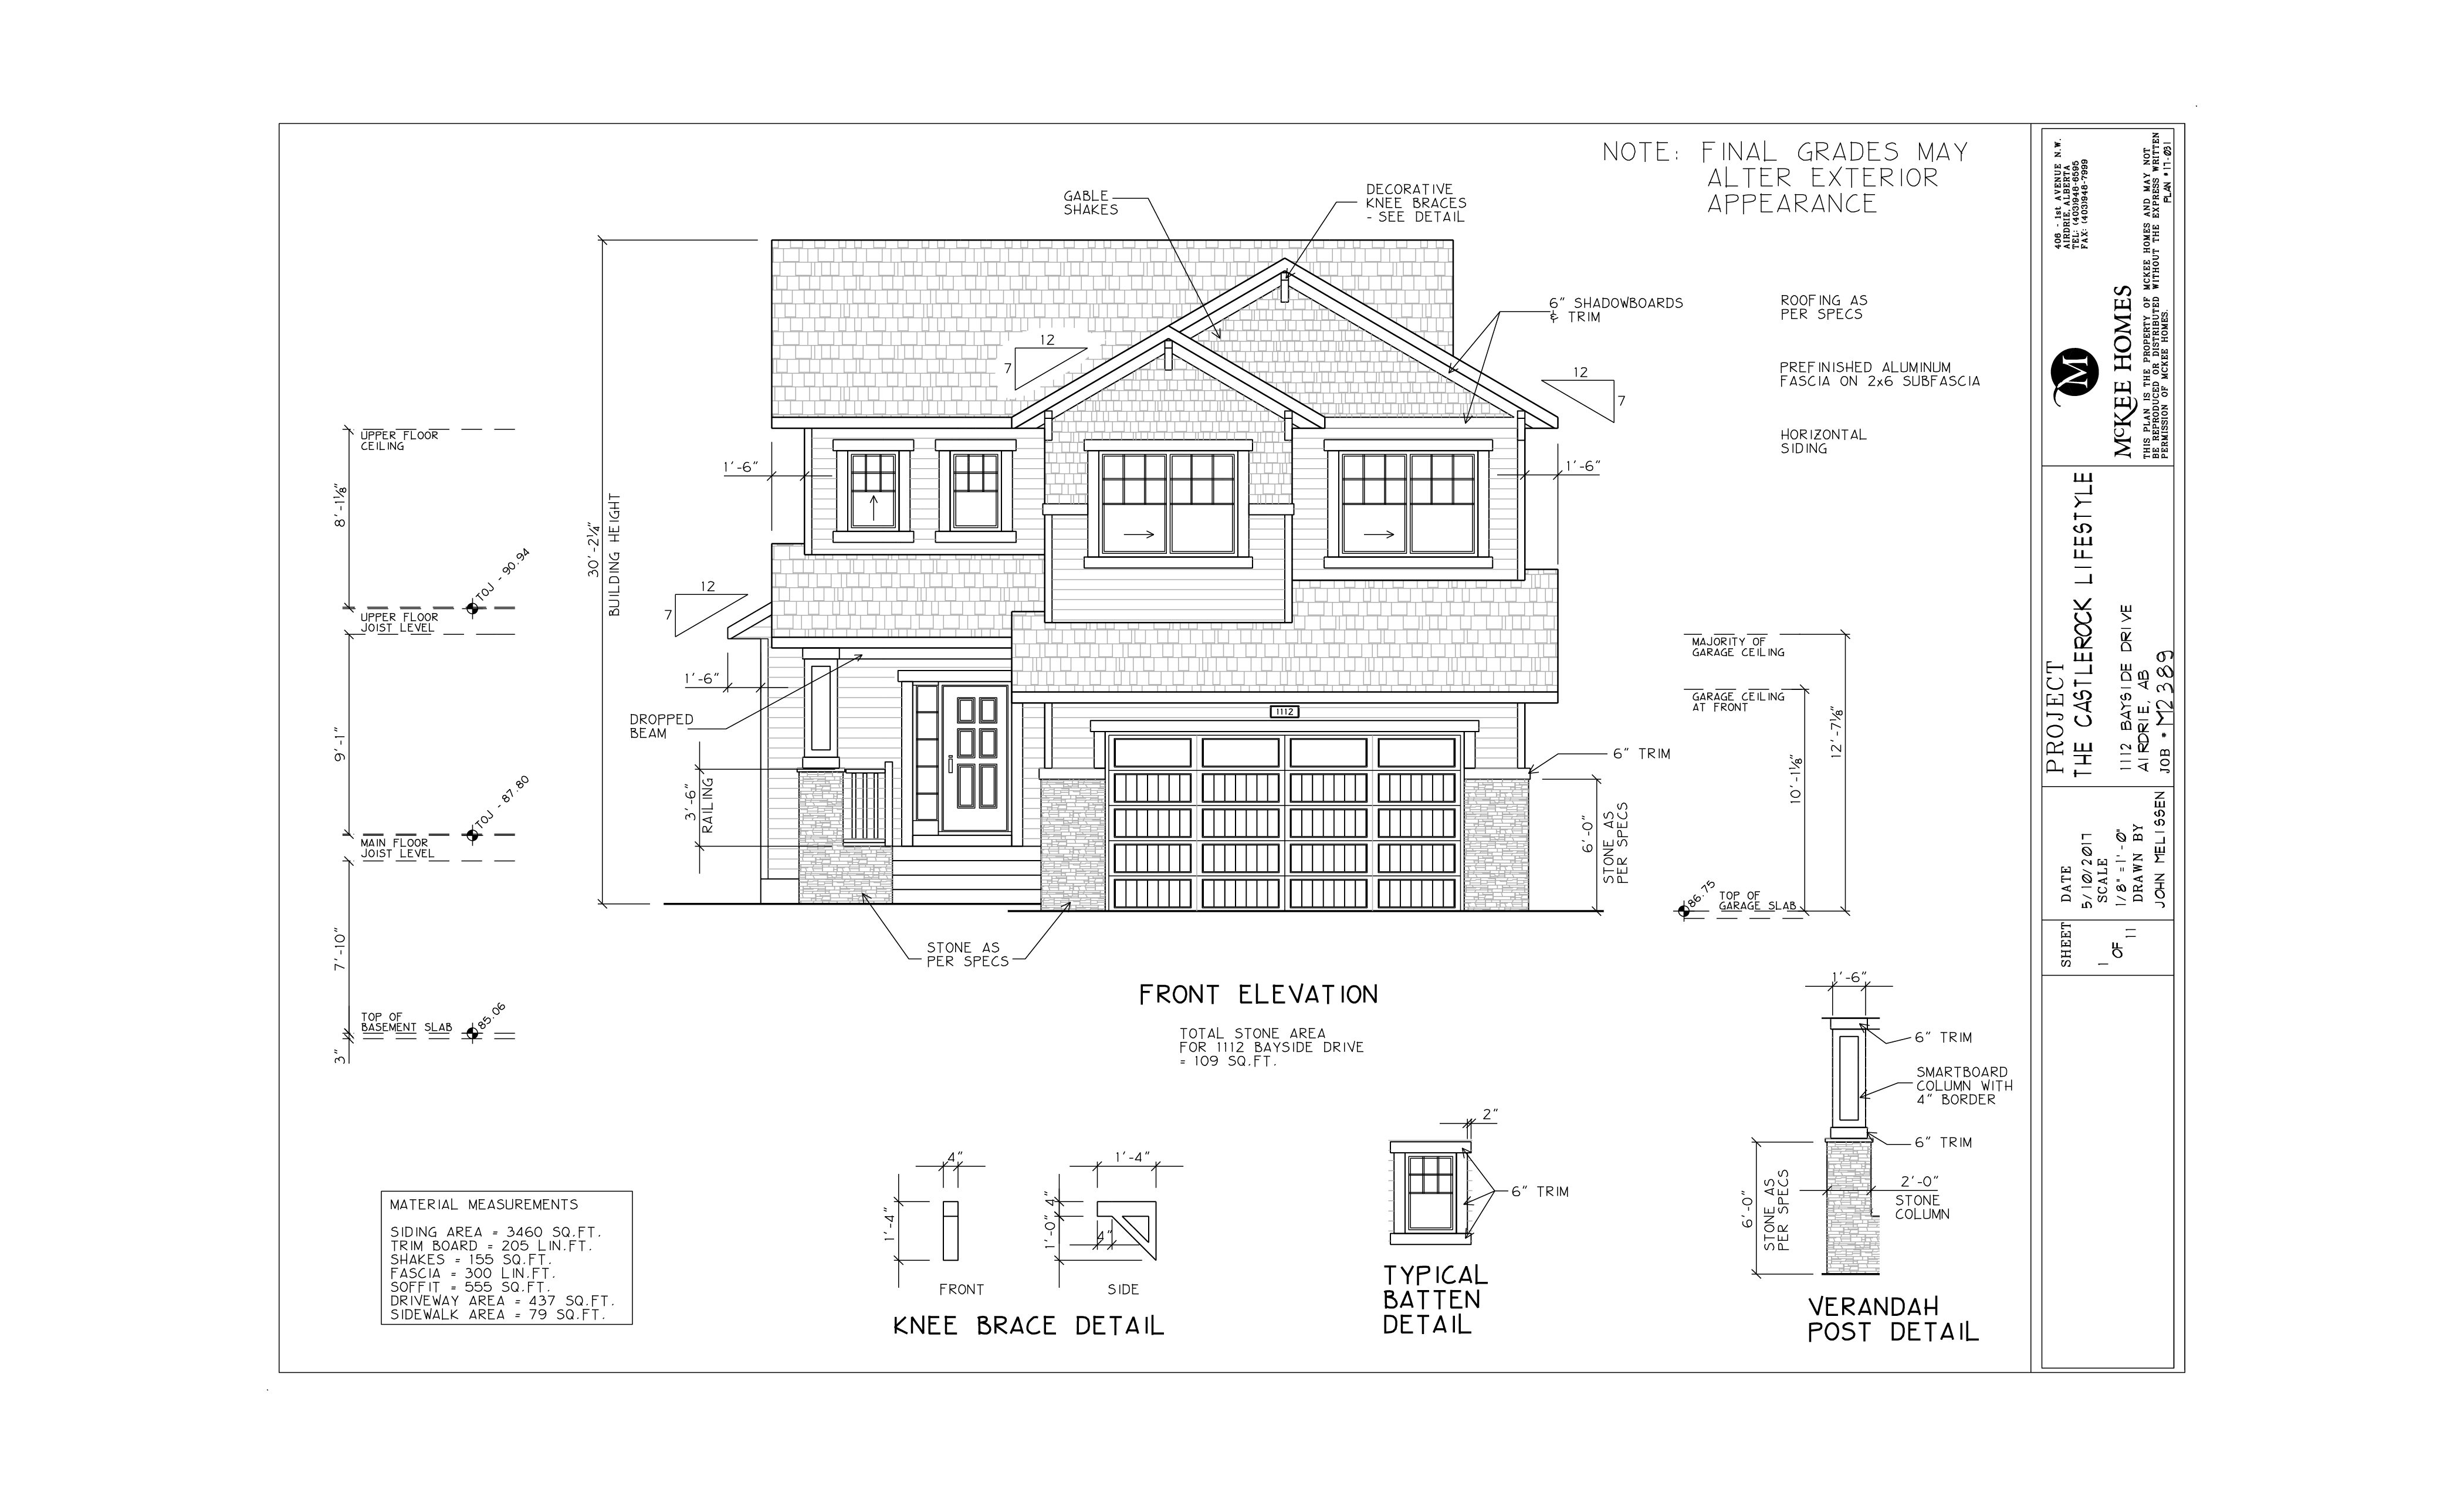 NOTE: FINAL GRADES MAY
ALTER EXTERIOR
APPEARANCE
GABLE
SHAKES
DECORATIVE
KNEE BRACES
- SEE DETAIL
6" SHADOWBOARDS
& TRIM
ROOFING AS
PER SPECS
12
7
12
7
PREFINISHED ALUMINUM
FASCIA ON 2x6 SUBFASCIA
HORIZONTAL
SIDING
UPPER FLOOR
CEILING
1'-6"
1'-6"
8'-1⅛"
30'-2¼"
BUILDING HEIGHT
TOJ - 90.94
12
7
UPPER FLOOR
JOIST LEVEL
MAJORITY OF
GARAGE CEILING
1'-6"
GARAGE CEILING
AT FRONT
DROPPED
BEAM
1112
9'-1"
6" TRIM
12'-7⅛"
10'-1⅛"
3'-6"
RAILING
TOJ - 87.80
6'-0"
STONE AS
PER SPECS
MAIN FLOOR
JOIST LEVEL
86.75
TOP OF
GARAGE SLAB
7'-10"
STONE AS
PER SPECS
TOP OF
BASEMENT SLAB
85.06
3"
FRONT ELEVATION
TOTAL STONE AREA
FOR 1112 BAYSIDE DRIVE
= 109 SQ.FT.
MATERIAL MEASUREMENTS
SIDING AREA = 3460 SQ.FT.
TRIM BOARD = 205 LIN.FT.
SHAKES = 155 SQ.FT.
FASCIA = 300 LIN.FT.
SOFFIT = 555 SQ.FT.
DRIVEWAY AREA = 437 SQ.FT.
SIDEWALK AREA = 79 SQ.FT.
4"
1'-4"
FRONT
1'-4"
4"
1'-0"
4"
SIDE
KNEE BRACE DETAIL
2"
6" TRIM
TYPICAL
BATTEN
DETAIL
1'-6"
6" TRIM
SMARTBOARD
COLUMN WITH
4" BORDER
6" TRIM
2'-0"
STONE
COLUMN
6'-0"
STONE AS
PER SPECS
VERANDAH
POST DETAIL
406 - 1st AVENUE N.W.
AIRDRIE, ALBERTA
TEL: (403)948-6595
FAX: (403)948-7999
M
MCKEE HOMES
THIS PLAN IS THE PROPERTY OF MCKEE HOMES AND MAY NOT
BE REPRODUCED OR DISTRIBUTED WITHOUT THE EXPRESS WRITTEN
PERMISSION OF MCKEE HOMES.
PLAN #17-031
PROJECT
THE CASTLEROCK LIFESTYLE
1112 BAYSIDE DRIVE
AIRDRIE, AB
JOB # M2389
DATE
5/10/2017
SCALE
1/8"=1'-0"
DRAWN BY
JOHN MELISSEN
SHEET
1
OF
11